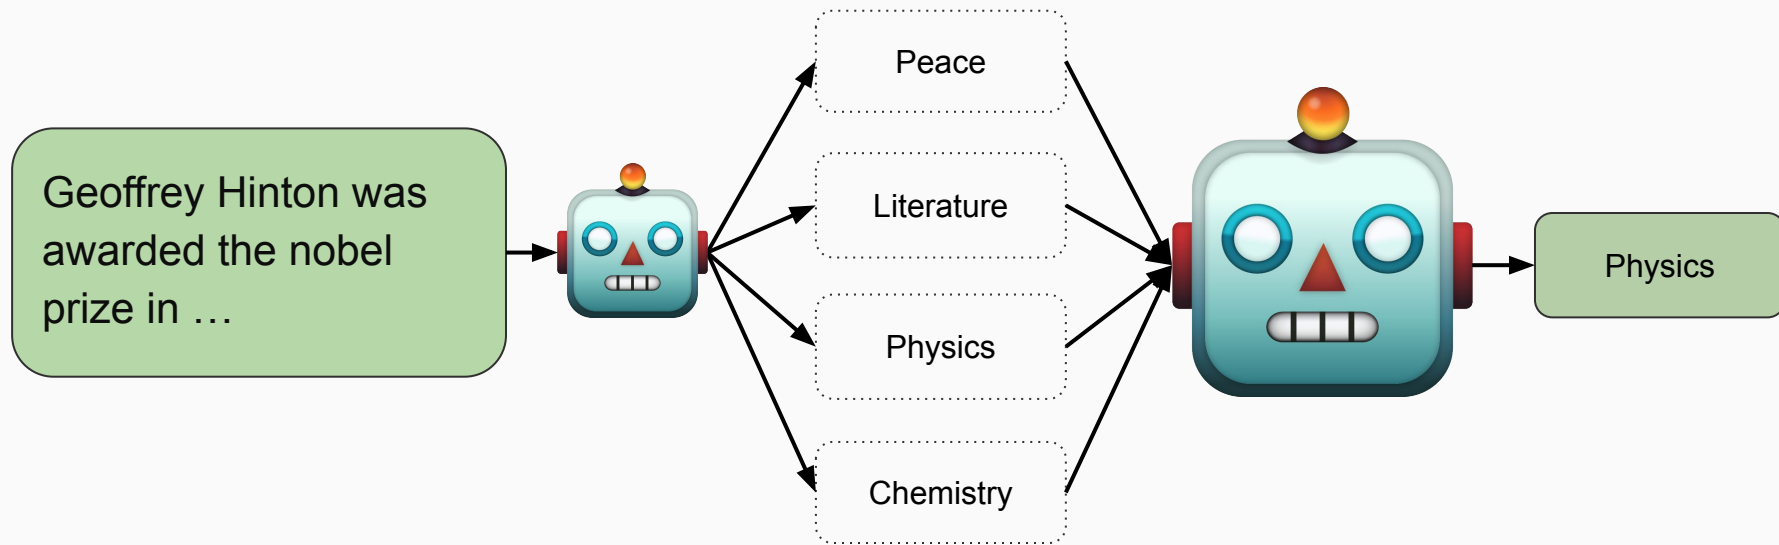 Geoffrey Hinton was
awarded the nobel
prize in …
Peace
Literature
Physics
Chemistry
Physics